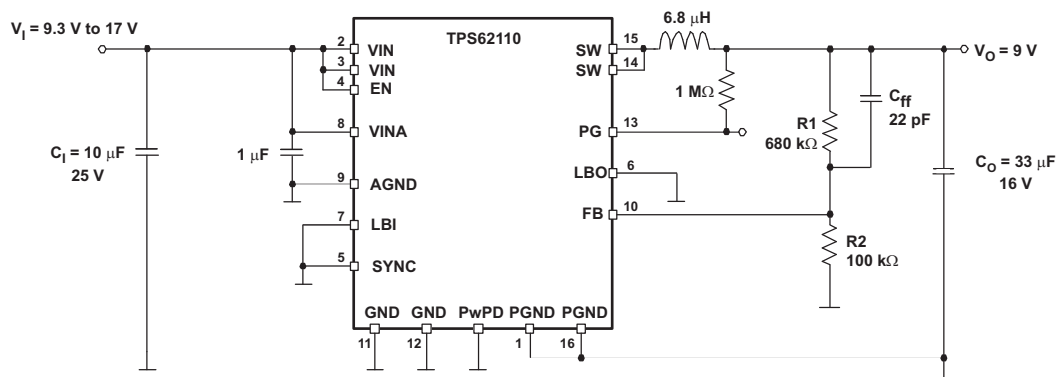 V_I = 9.3 V to 17 V
TPS62110
6.8 μH
2
VIN
3
VIN
4
EN
8
VINA
9
AGND
7
LBI
5
SYNC
15
SW
14
SW
13
PG
6
LBO
10
FB
V_O = 9 V
1 MΩ
R1
680 kΩ
C_ff
22 pF
C_I = 10 μF
25 V
1 μF
C_O = 33 μF
16 V
R2
100 kΩ
GND
GND
PwPD
PGND
PGND
11
12
1
16